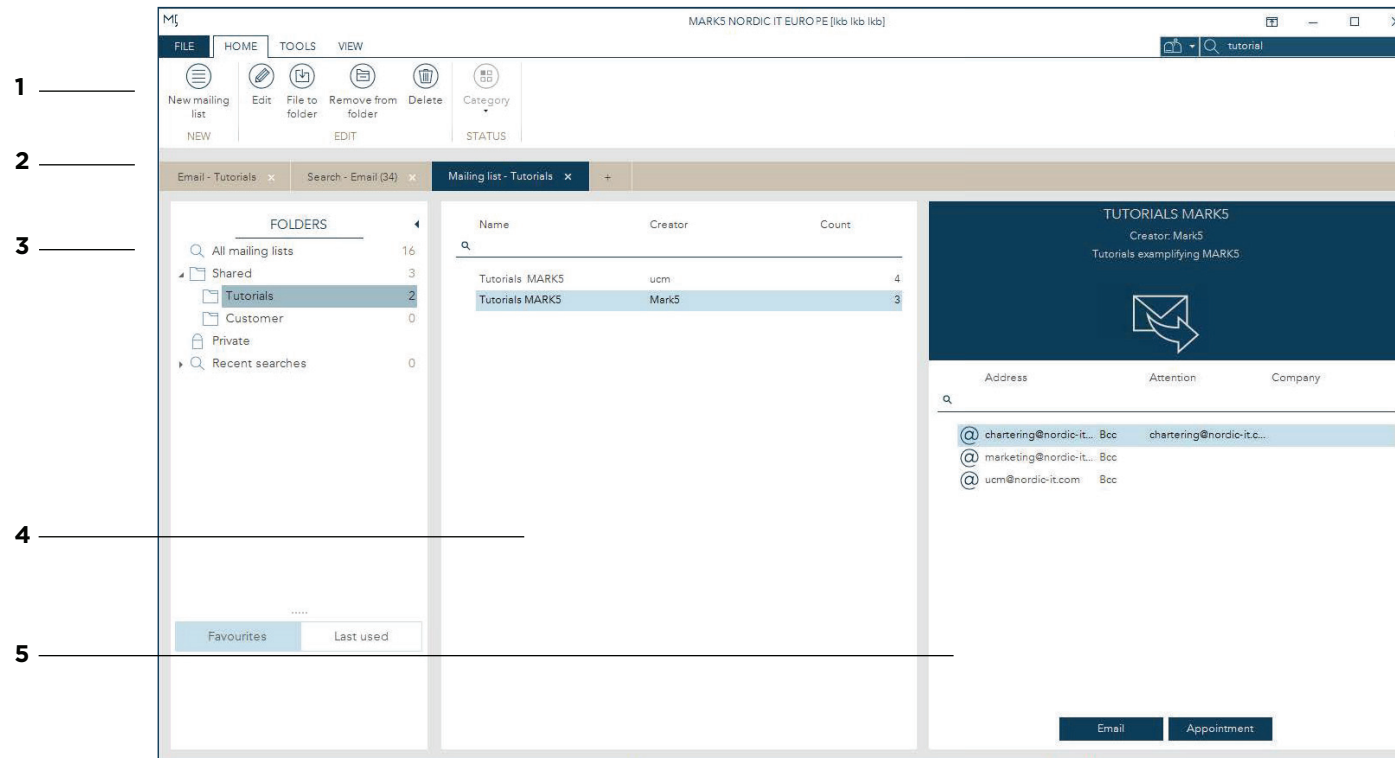 MARK5 NORDIC IT EUROPE [lkb lkb lkb]
FILE HOME TOOLS VIEW
tutorial
1
New mailing list
Edit
File to folder
Remove from folder
Delete
Category
NEW
EDIT
STATUS
2
Email - Tutorials x
Search - Email (34) x
Mailing list - Tutorials x
+
3
FOLDERS
All mailing lists 16
Shared 3
Tutorials 2
Customer 0
Private
Recent searches 0
Favourites Last used
Name Creator Count
Tutorials MARK5 ucm 4
Tutorials MARK5 Mark5 3
4
5
TUTORIALS MARK5
Creator: Mark5
Tutorials examplifying MARK5
Address Attention Company
@ chartering@nordic-it... Bcc chartering@nordic-it.c...
@ marketing@nordic-it... Bcc
@ ucm@nordic-it.com Bcc
Email Appointment